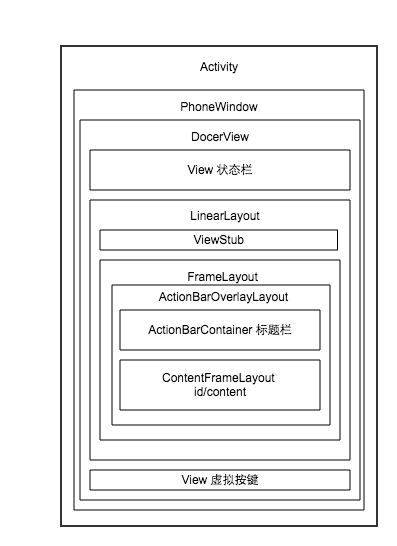 Activity
PhoneWindow
DocerView
View 状态栏
LinearLayout
ViewStub
FrameLayout
ActionBarOverlayLayout
ActionBarContainer 标题栏
ContentFrameLayout
id/content
View 虚拟按键